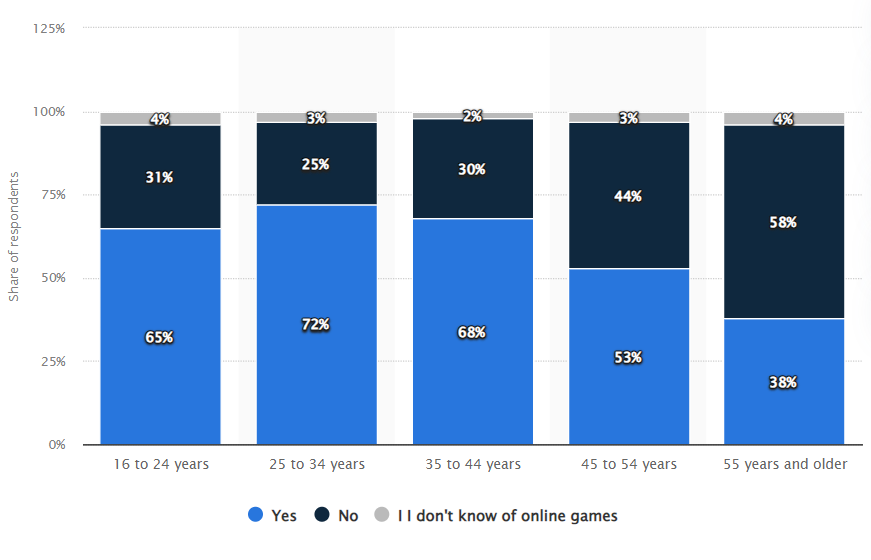 125%
100%
75%
50%
25%
0%
Share of respondents
4% 3% 2% 3% 4%
31% 25% 30% 44% 58%
65% 72% 68% 53% 38%
16 to 24 years 25 to 34 years 35 to 44 years 45 to 54 years 55 years and older
Yes No I I don't know of online games